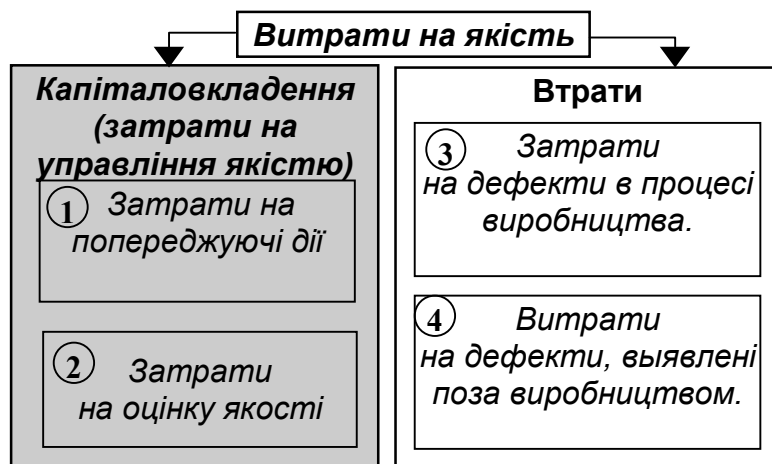 Витрати на якість
Капіталовкладення
(затрати на
управління якістю)
1 Затрати на
попереджуючі дії
2 Затрати
на оцінку якості
Втрати
3 Затрати
на дефекти в процесі
виробництва.
4 Витрати
на дефекти, выявлені
поза виробництвом.